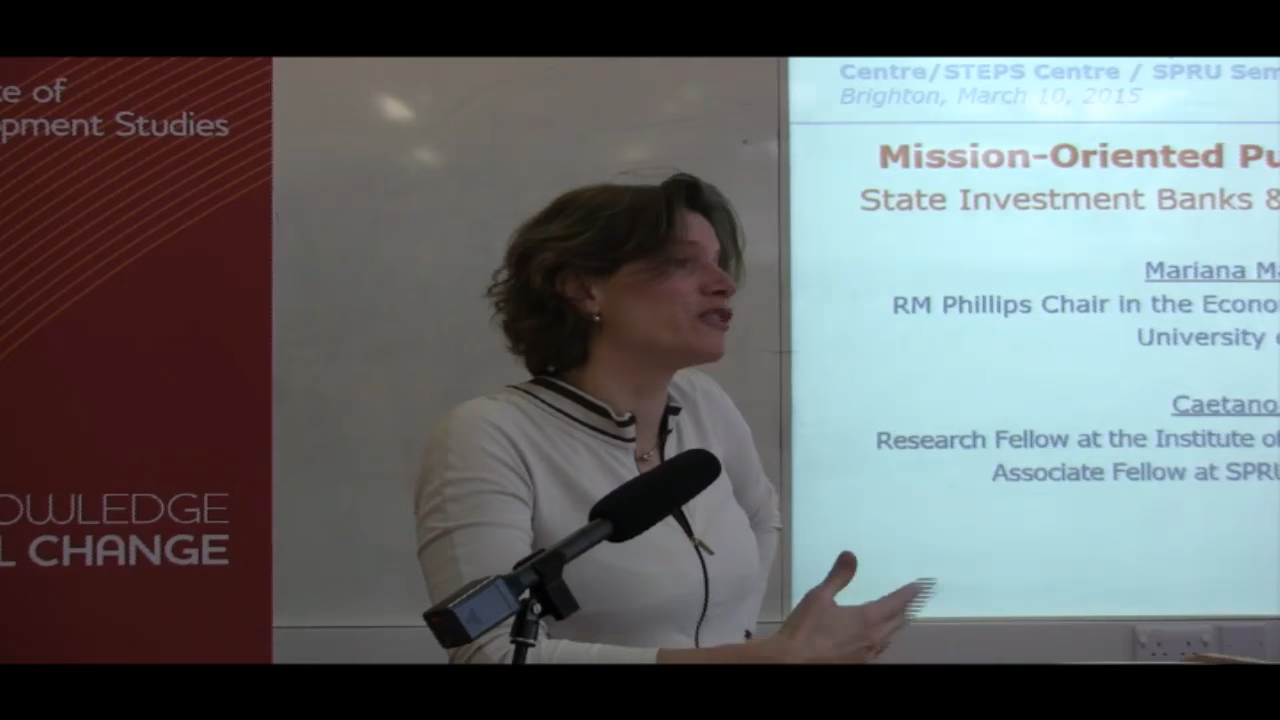 te of
opment Studies
OWLEDGE
L CHANGE
Centre/STEPS Centre / SPRU Sem
Brighton, March 10, 2015
Mission-Oriented Pu
State Investment Banks &
Mariana Ma
RM Phillips Chair in the Econo
University o
Caetano
Research Fellow at the Institute of
Associate Fellow at SPRU